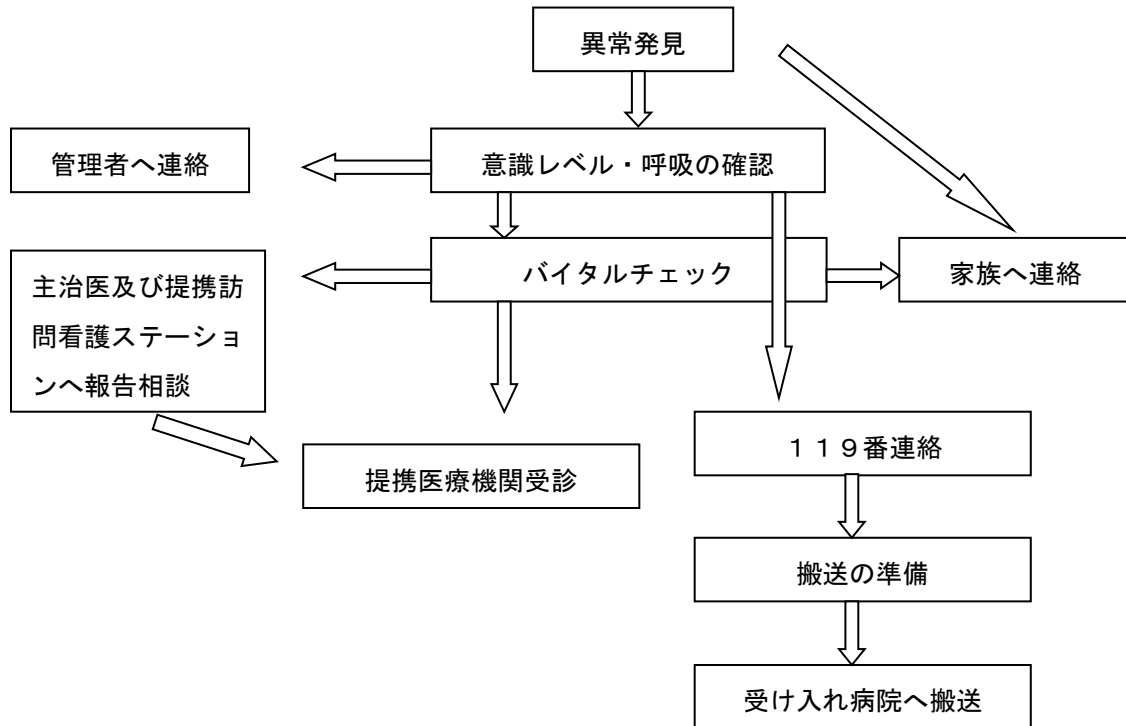 異常発見
管理者へ連絡
意識レベル・呼吸の確認
主治医及び提携訪
問看護ステーショ
ンへ報告相談
バイタルチェック
家族へ連絡
提携医療機関受診
１１９番連絡
搬送の準備
受け入れ病院へ搬送